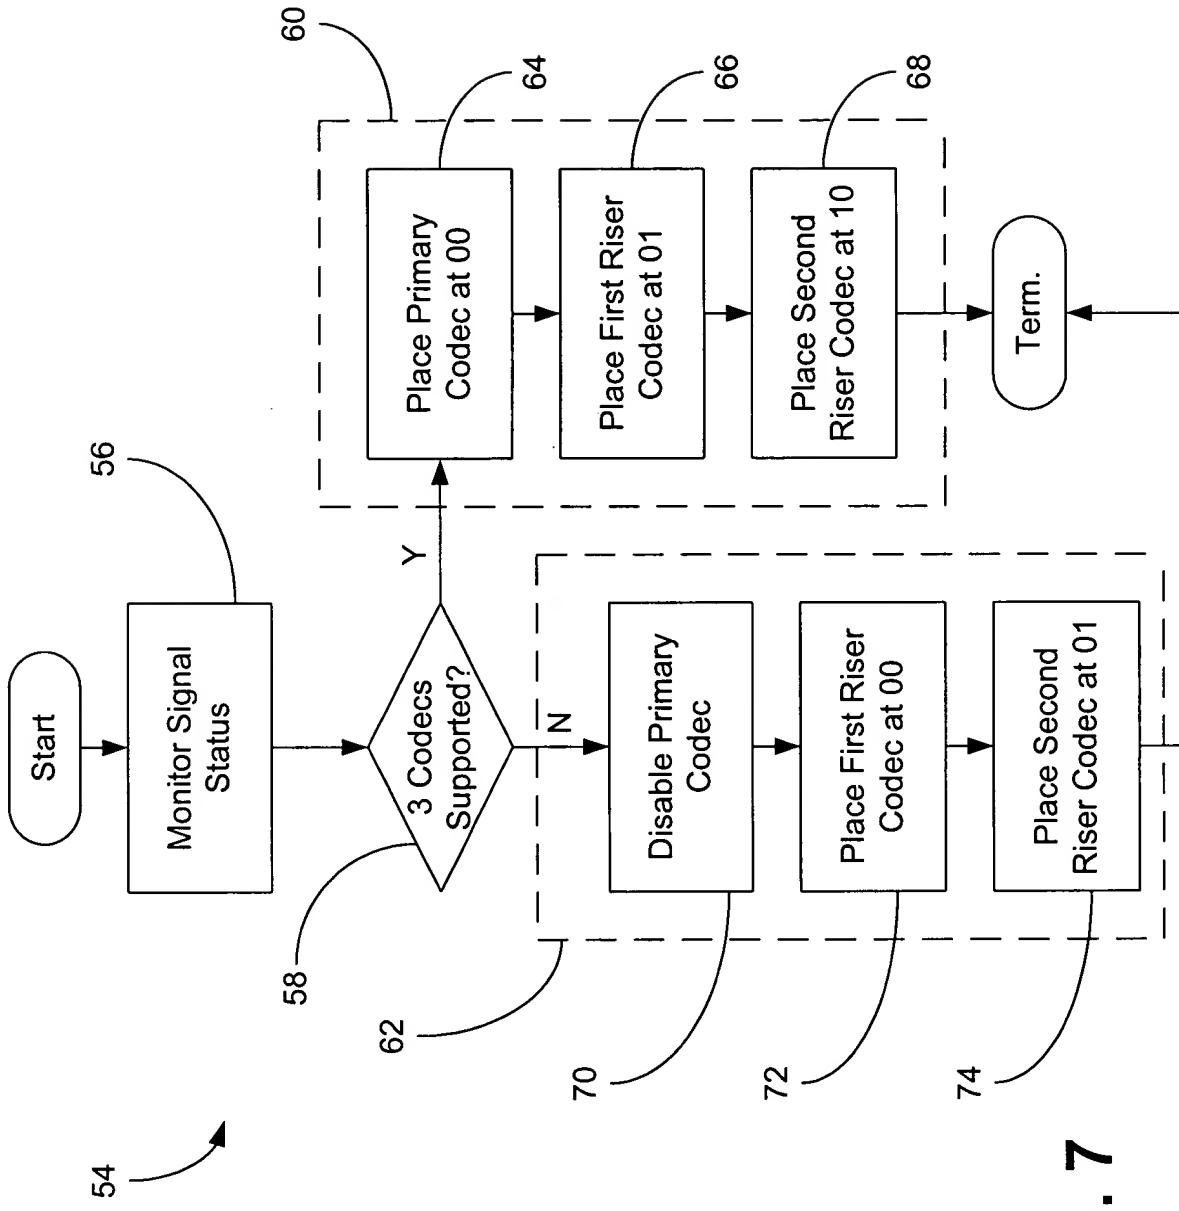 54
Start
Monitor Signal
Status
56
3 Codecs
Supported?
58
Y
N
60
Place Primary
Codec at 00
64
Place First Riser
Codec at 01
66
Place Second
Riser Codec at 10
68
62
Disable Primary
Codec
70
Place First Riser
Codec at 00
72
Place Second
Riser Codec at 01
74
Term.
. 7